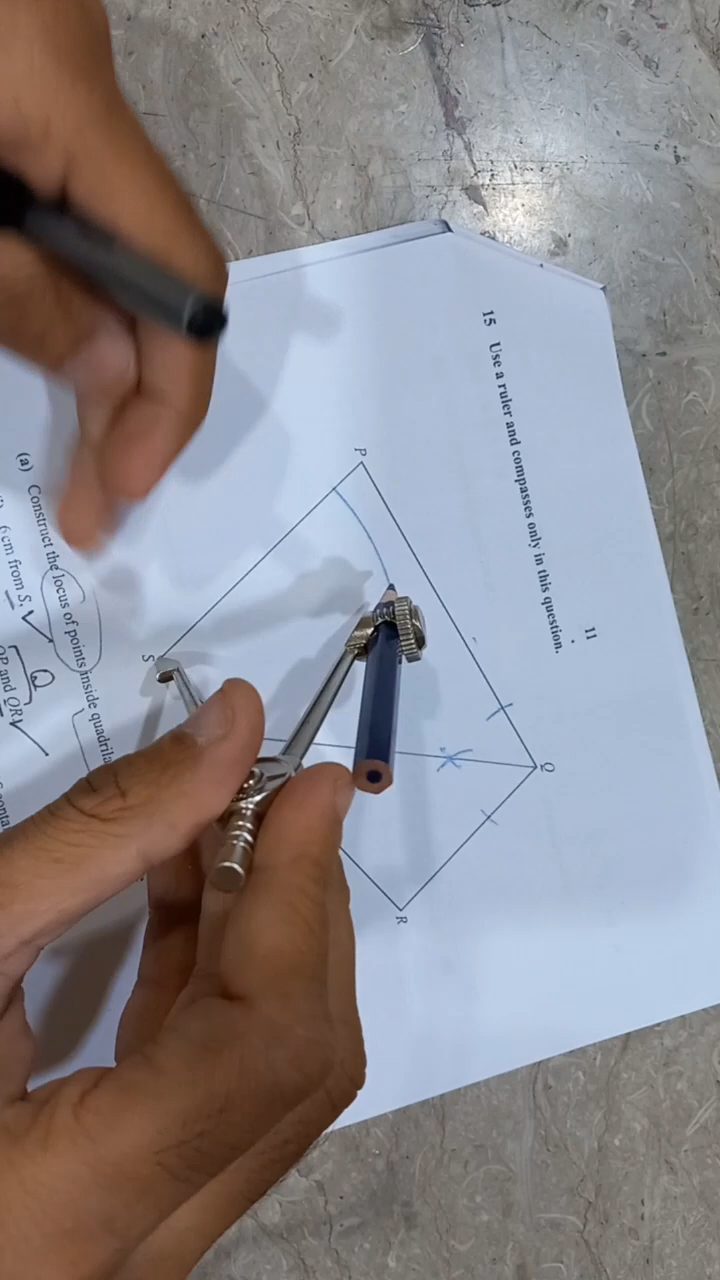 11
15 Use a ruler and compasses only in this question.
P
Q
R
S
(a) Construct the locus of points inside
6 cm from S,
Q
QP and QR